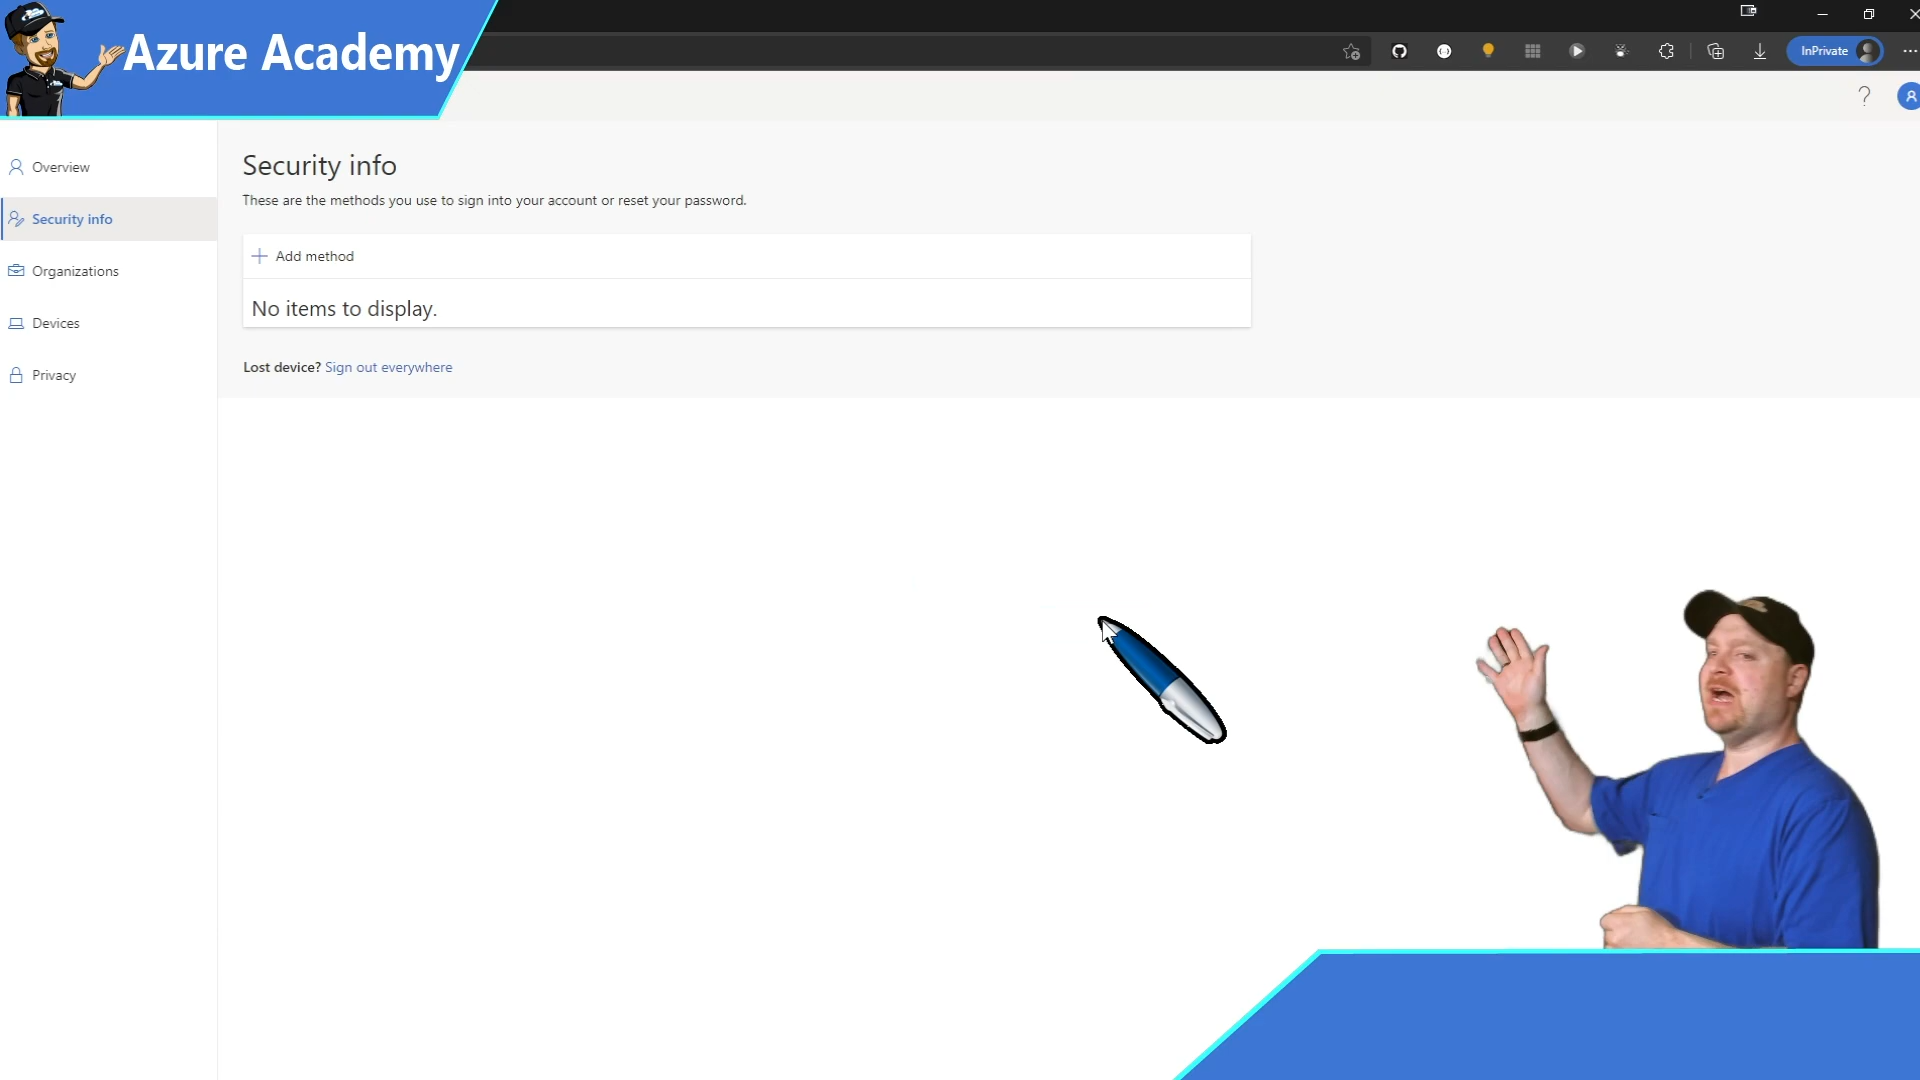 Azure Academy
InPrivate
Overview
Security info
Organizations
Devices
Privacy
Security info
These are the methods you use to sign into your account or reset your password.
Add method
No items to display.
Lost device? Sign out everywhere